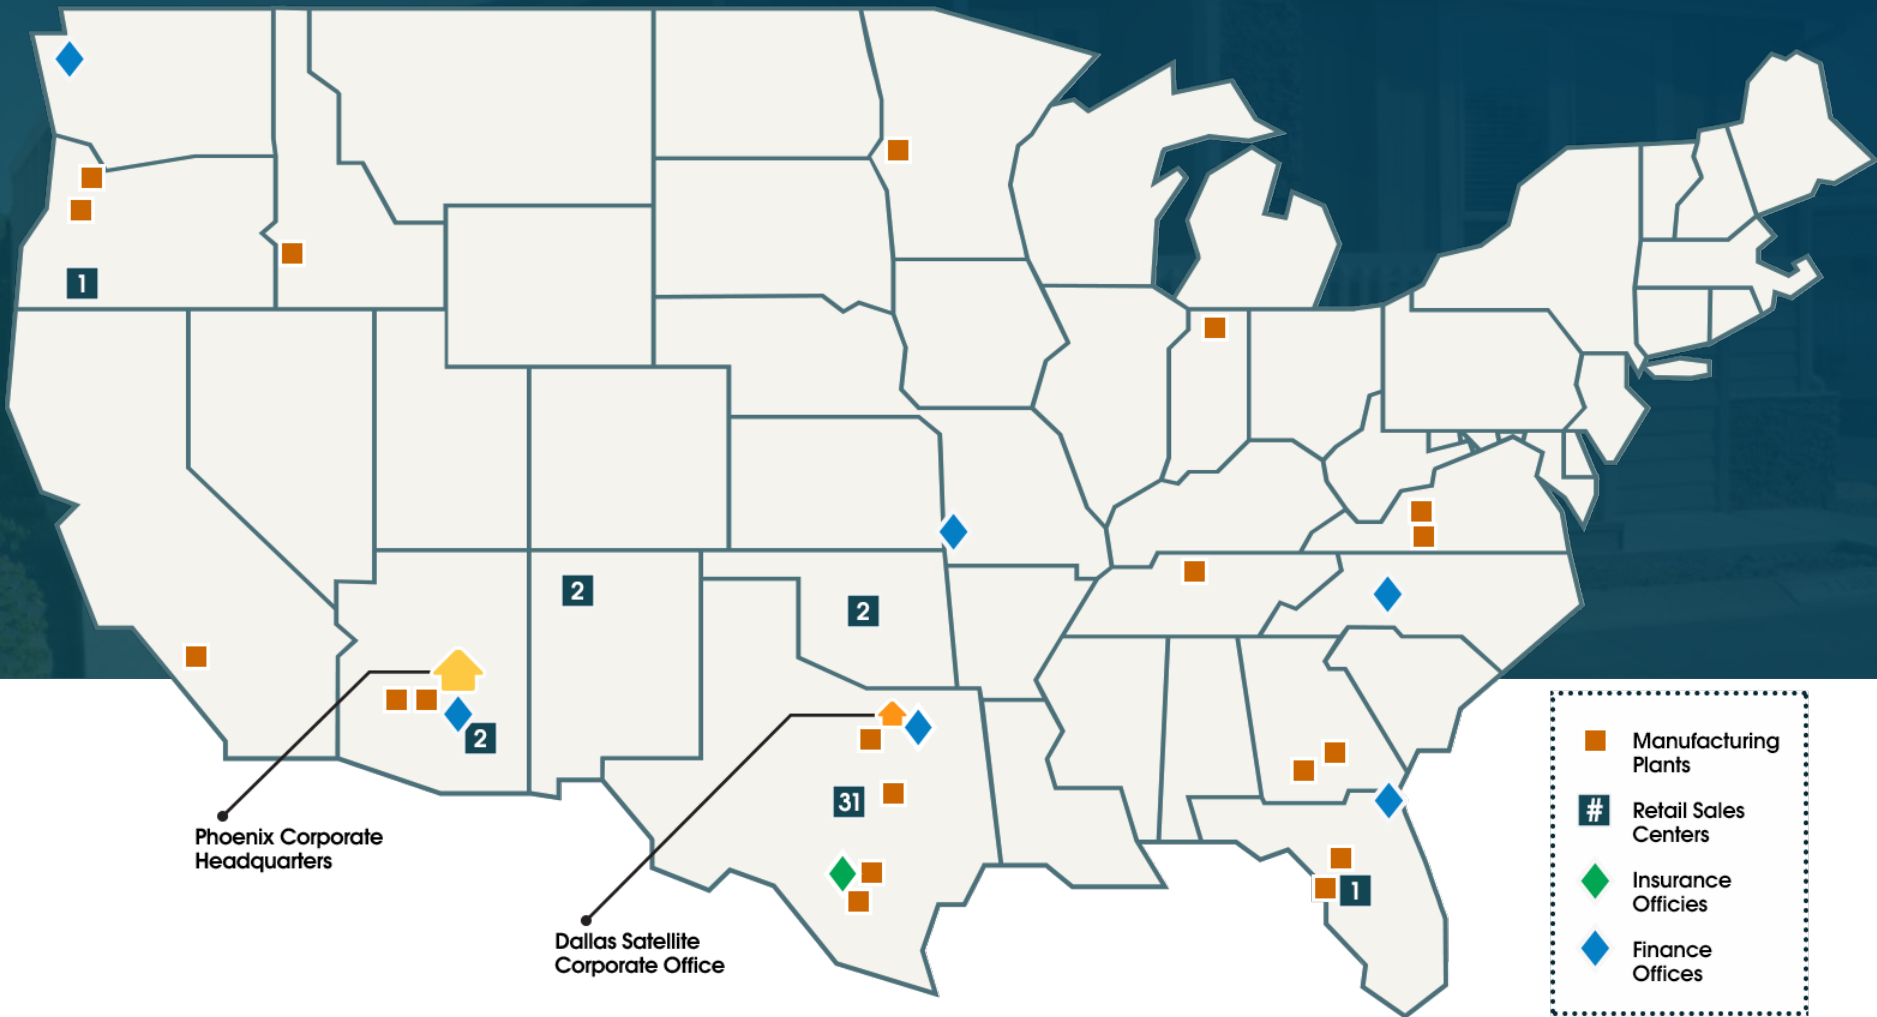 1
2
2
2
31
1
Phoenix Corporate
Headquarters
Dallas Satellite
Corporate Office
Manufacturing
Plants
#
Retail Sales
Centers
Insurance
Officies
Finance
Offices